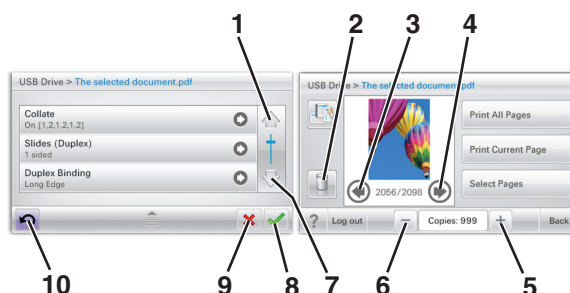 1
2
3
4
USB Drive > The selected document.pdf
Collate
On [1,2,1,2,1,2]
Slides (Duplex)
1 sided
Duplex Binding
Long Edge
USB Drive > The selected document.pdf
Print All Pages
Print Current Page
Select Pages
2056/2098
? Log out
Copies: 999
Back
10
9
8
7
6
5